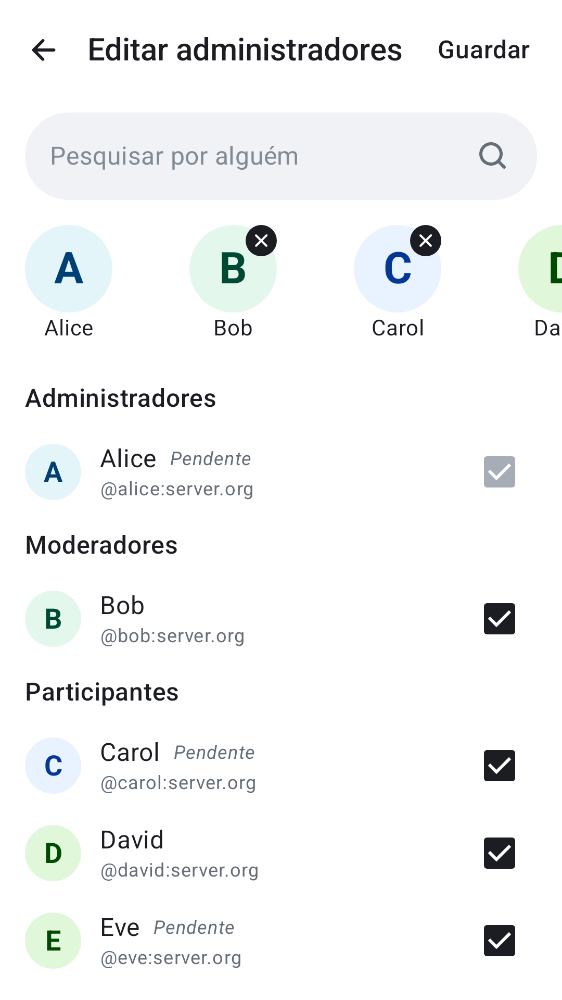 Editar administradores Guardar
Pesquisar por alguém
A B C D
Alice Bob Carol Da
Administradores
A Alice Pendente
@alice:server.org
Moderadores
B Bob
@bob:server.org
Participantes
C Carol Pendente
@carol:server.org
D David
@david:server.org
E Eve Pendente
@eve:server.org